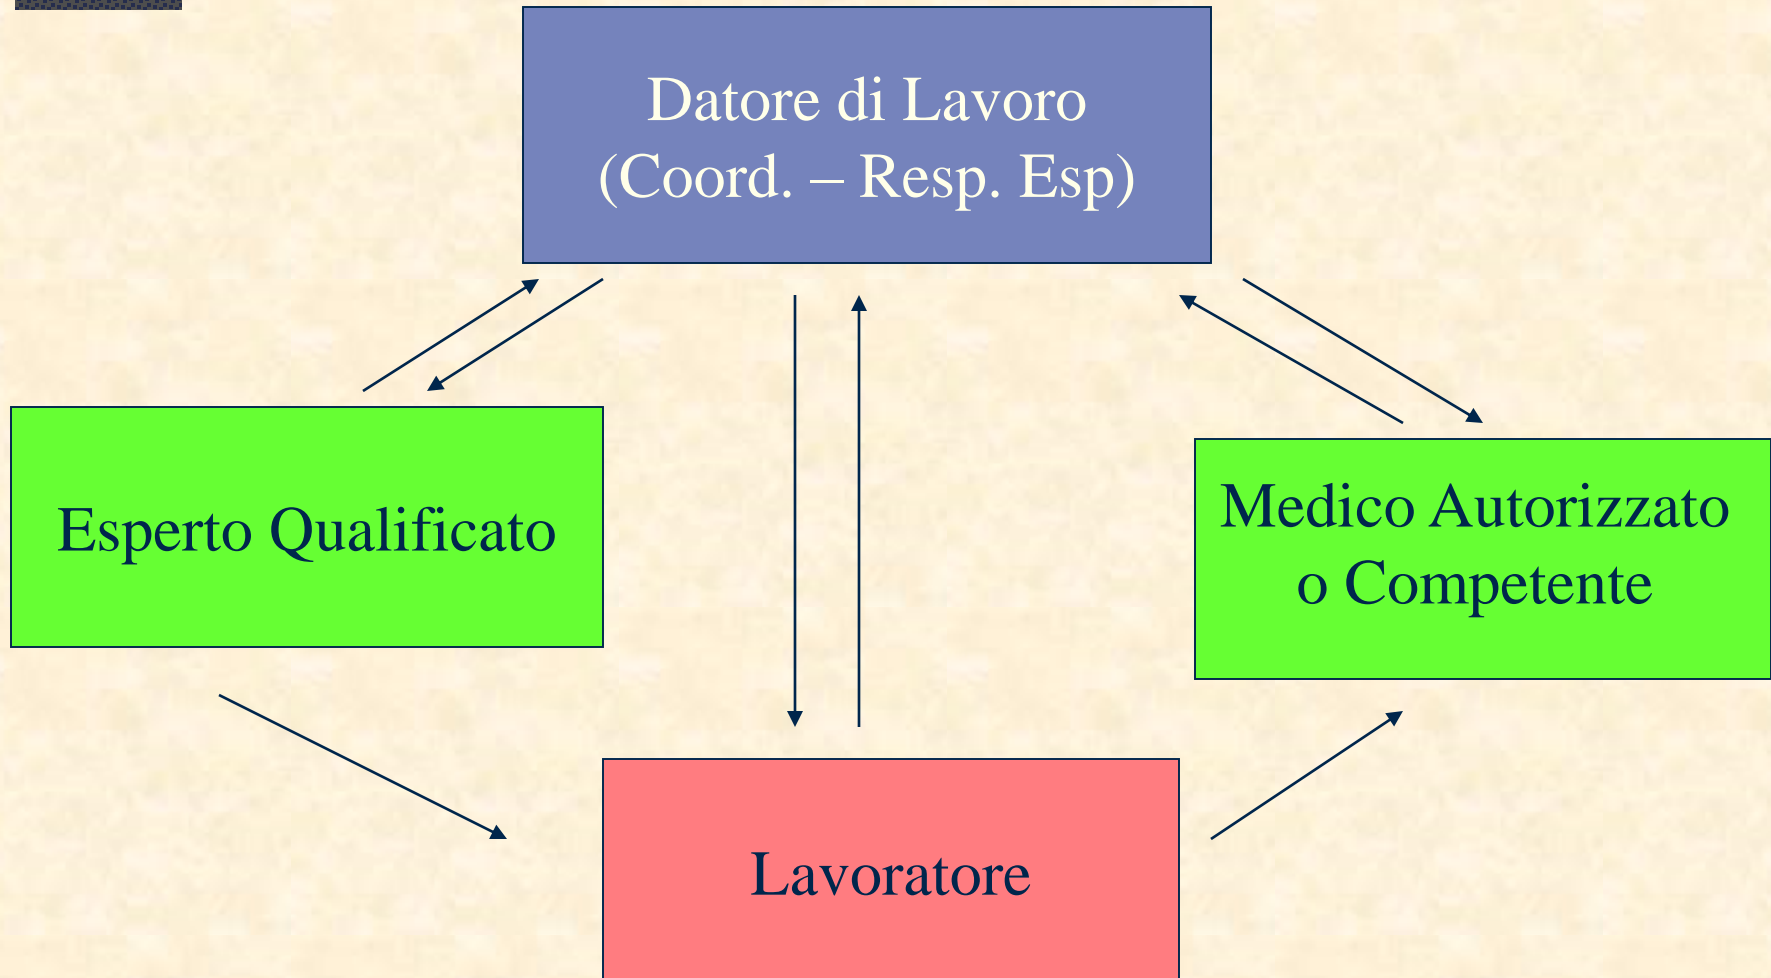 Datore di Lavoro
(Coord. – Resp. Esp)
Esperto Qualificato
Medico Autorizzato
o Competente
Lavoratore